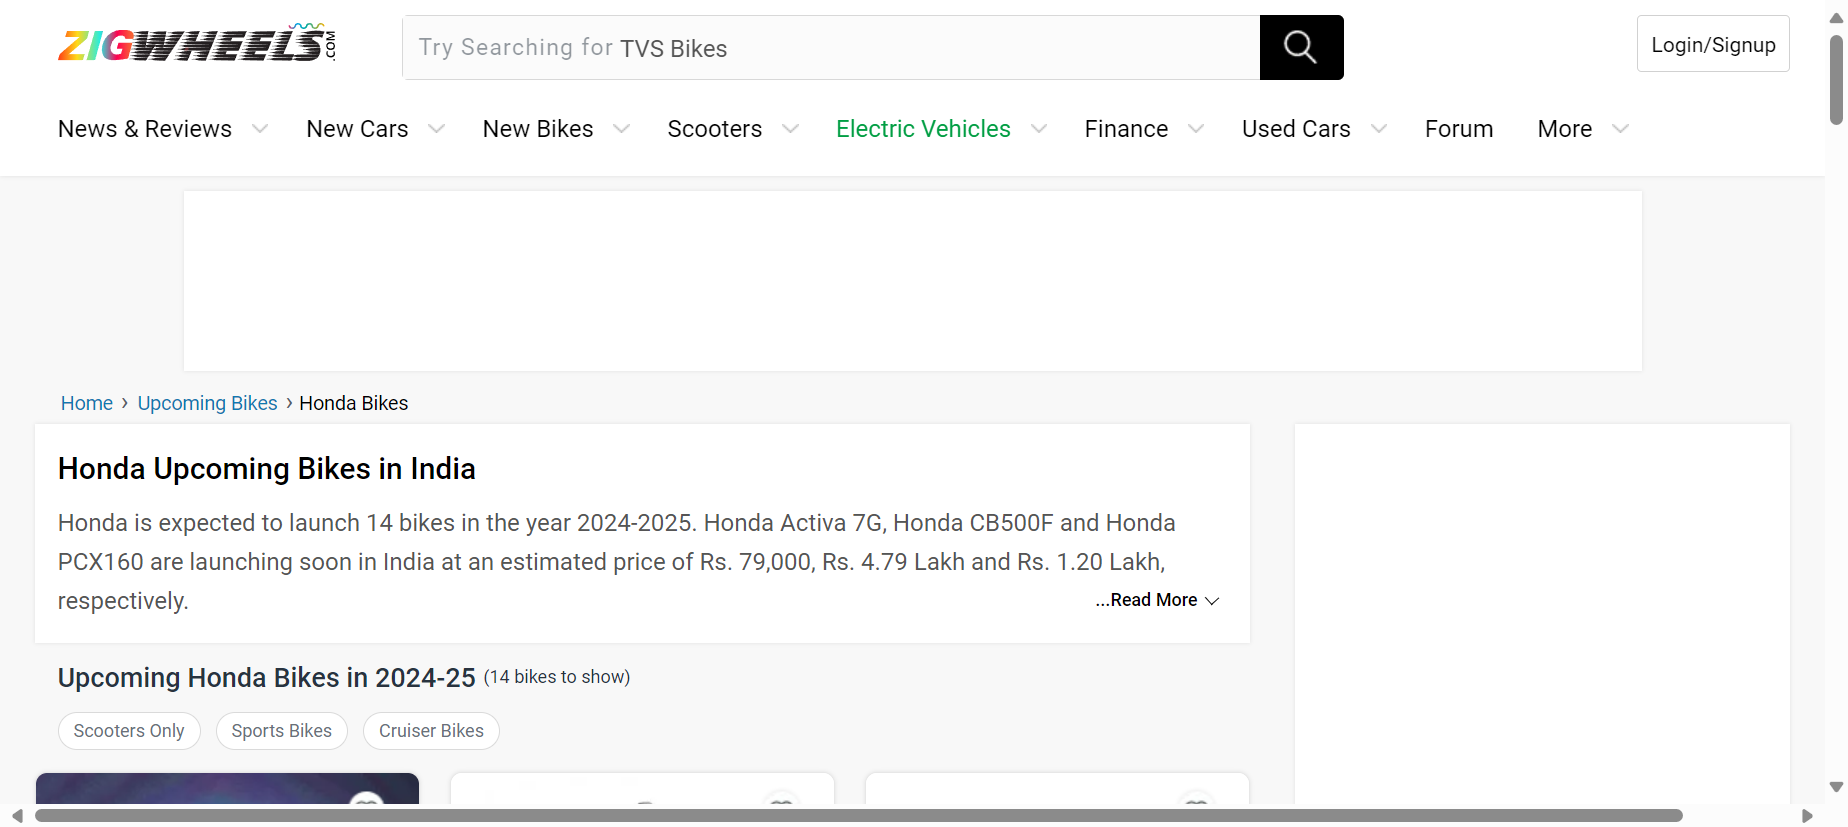 ZIGWHEELS.COM
Try Searching for TVS Bikes
Login/Signup
News & Reviews New Cars New Bikes Scooters Electric Vehicles Finance Used Cars Forum More
Home › Upcoming Bikes › Honda Bikes
Honda Upcoming Bikes in India
Honda is expected to launch 14 bikes in the year 2024-2025. Honda Activa 7G, Honda CB500F and Honda
PCX160 are launching soon in India at an estimated price of Rs. 79,000, Rs. 4.79 Lakh and Rs. 1.20 Lakh,
respectively.
...Read More
Upcoming Honda Bikes in 2024-25 (14 bikes to show)
Scooters Only Sports Bikes Cruiser Bikes